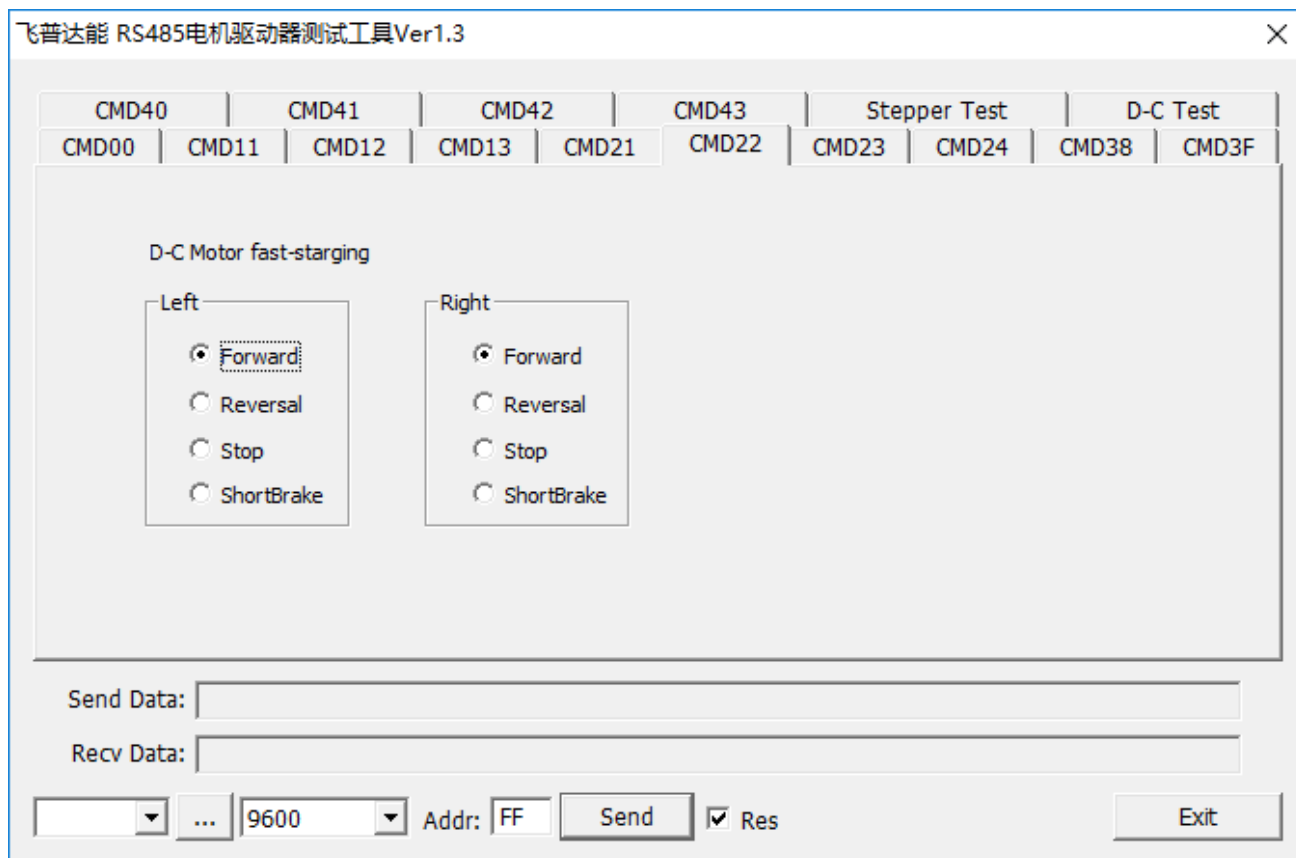 飞普达能 RS485电机驱动器测试工具Ver1.3
CMD40 CMD41 CMD42 CMD43 Stepper Test D-C Test
CMD00 CMD11 CMD12 CMD13 CMD21 CMD22 CMD23 CMD24 CMD38 CMD3F
D-C Motor fast-starging
Left Right
Forward Forward
Reversal Reversal
Stop Stop
ShortBrake ShortBrake
Send Data:
Recv Data:
... 9600 Addr: FF Send Res Exit